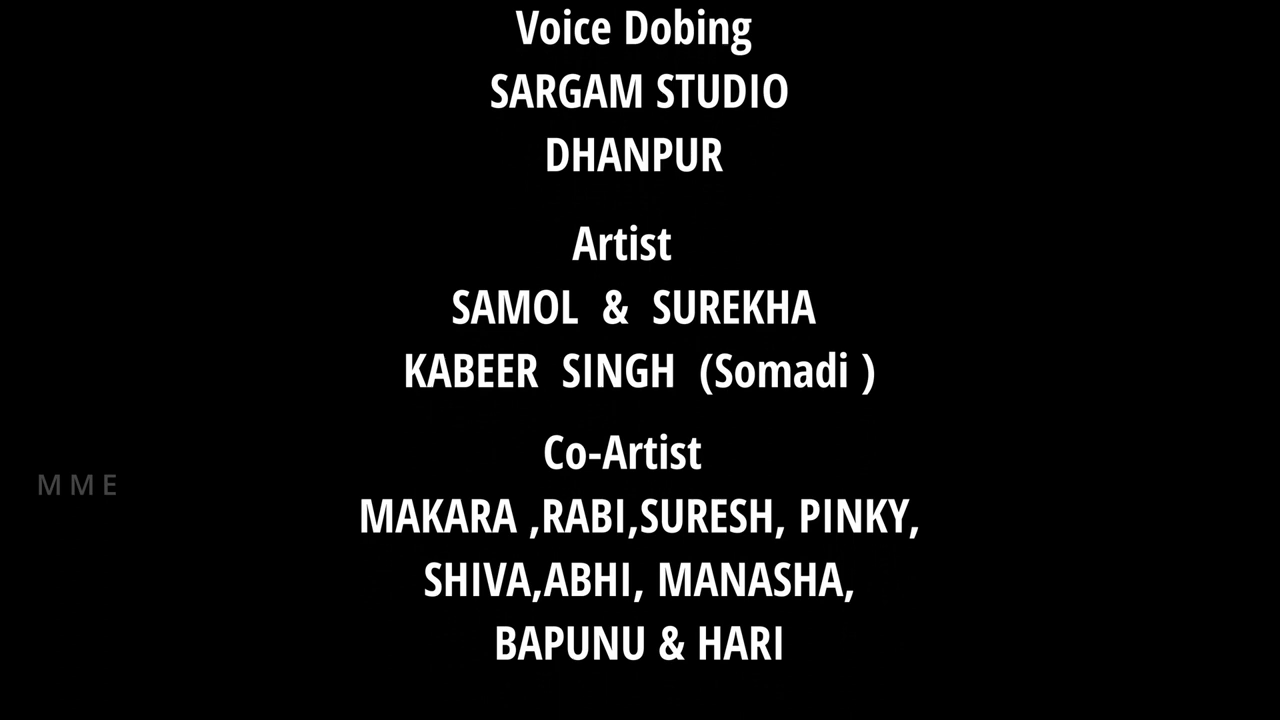 Voice Dobing
SARGAM STUDIO
DHANPUR
Artist
SAMOL & SUREKHA
KABEER SINGH (Somadi )
Co-Artist
MME
MAKARA ,RABI,SURESH, PINKY,
SHIVA,ABHI, MANASHA,
BAPUNU & HARI